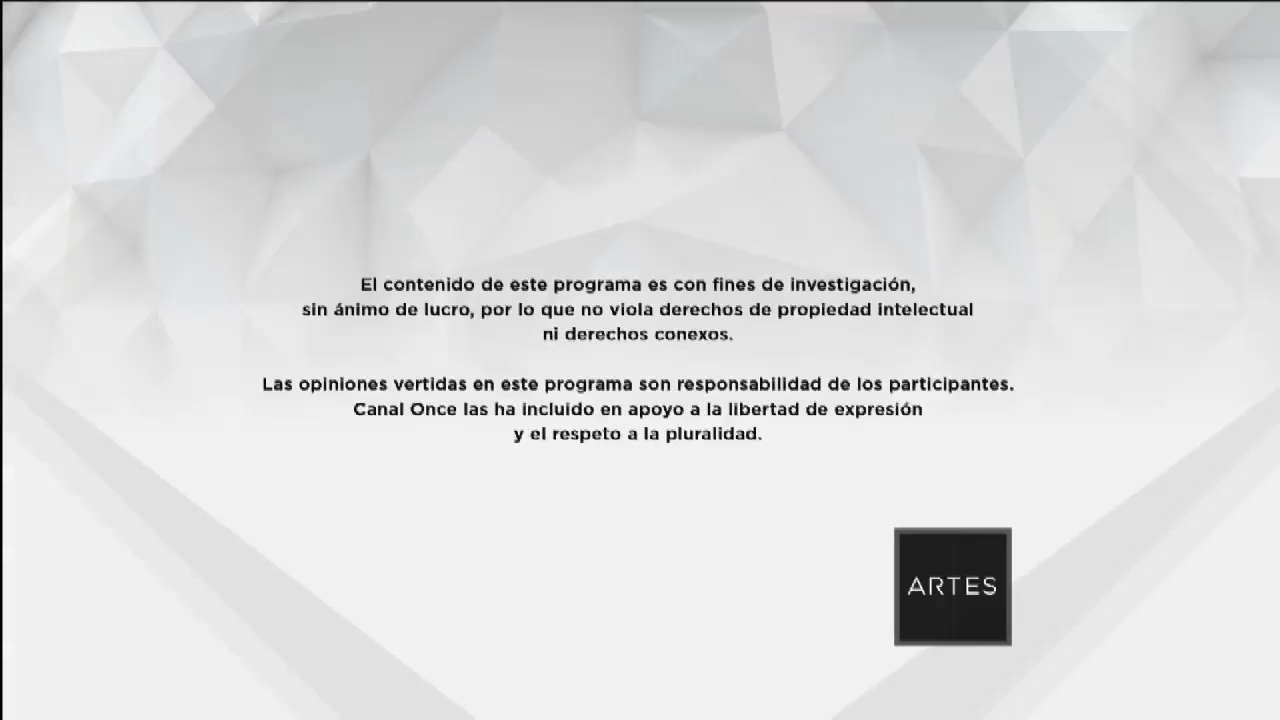 El contenido de este programa es con fines de investigación,
sin ánimo de lucro, por lo que no viola derechos de propiedad intelectual
ni derechos conexos.
Las opiniones vertidas en este programa son responsabilidad de los participantes.
Canal Once las ha incluido en apoyo a la libertad de expresión
y el respeto a la pluralidad.
ARTES